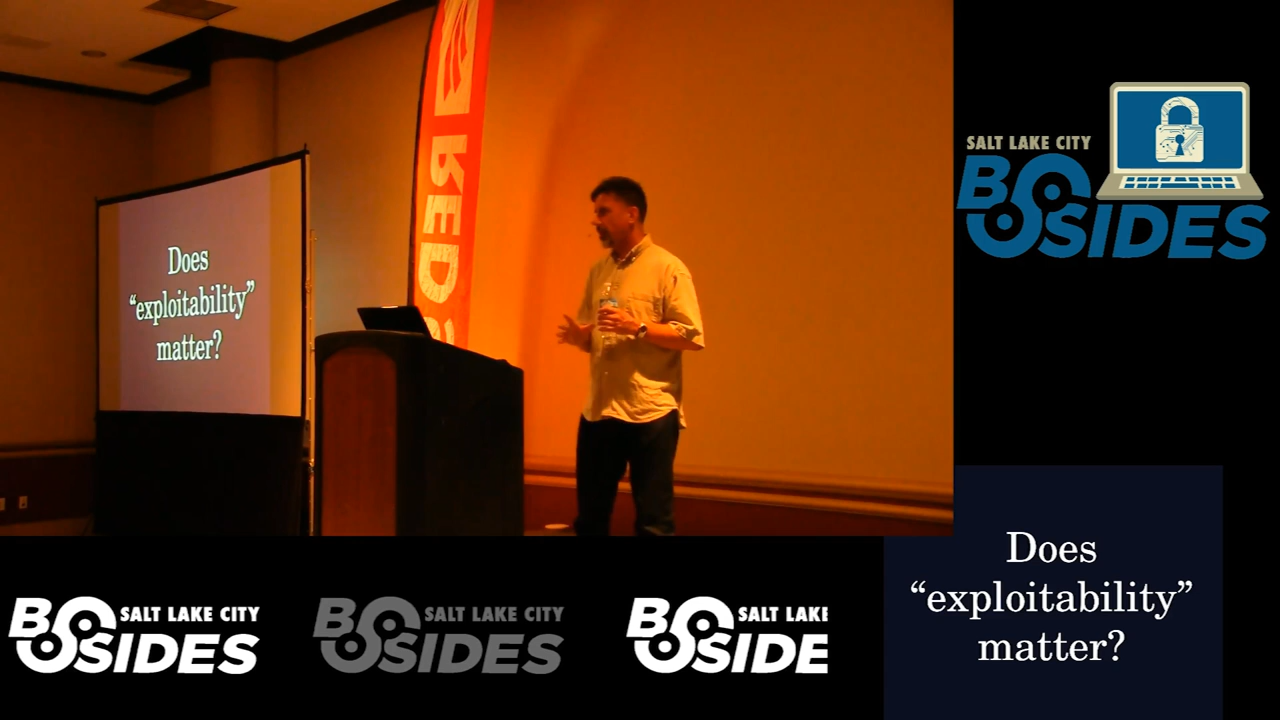 RED
Does
“exploitability”
matter?
SALT LAKE CITY
BSIDES
Does
“exploitability”
matter?
SALT LAKE CITY
BSIDES
SALT LAKE CITY
BSIDES
SALT LAKE
BSIDE